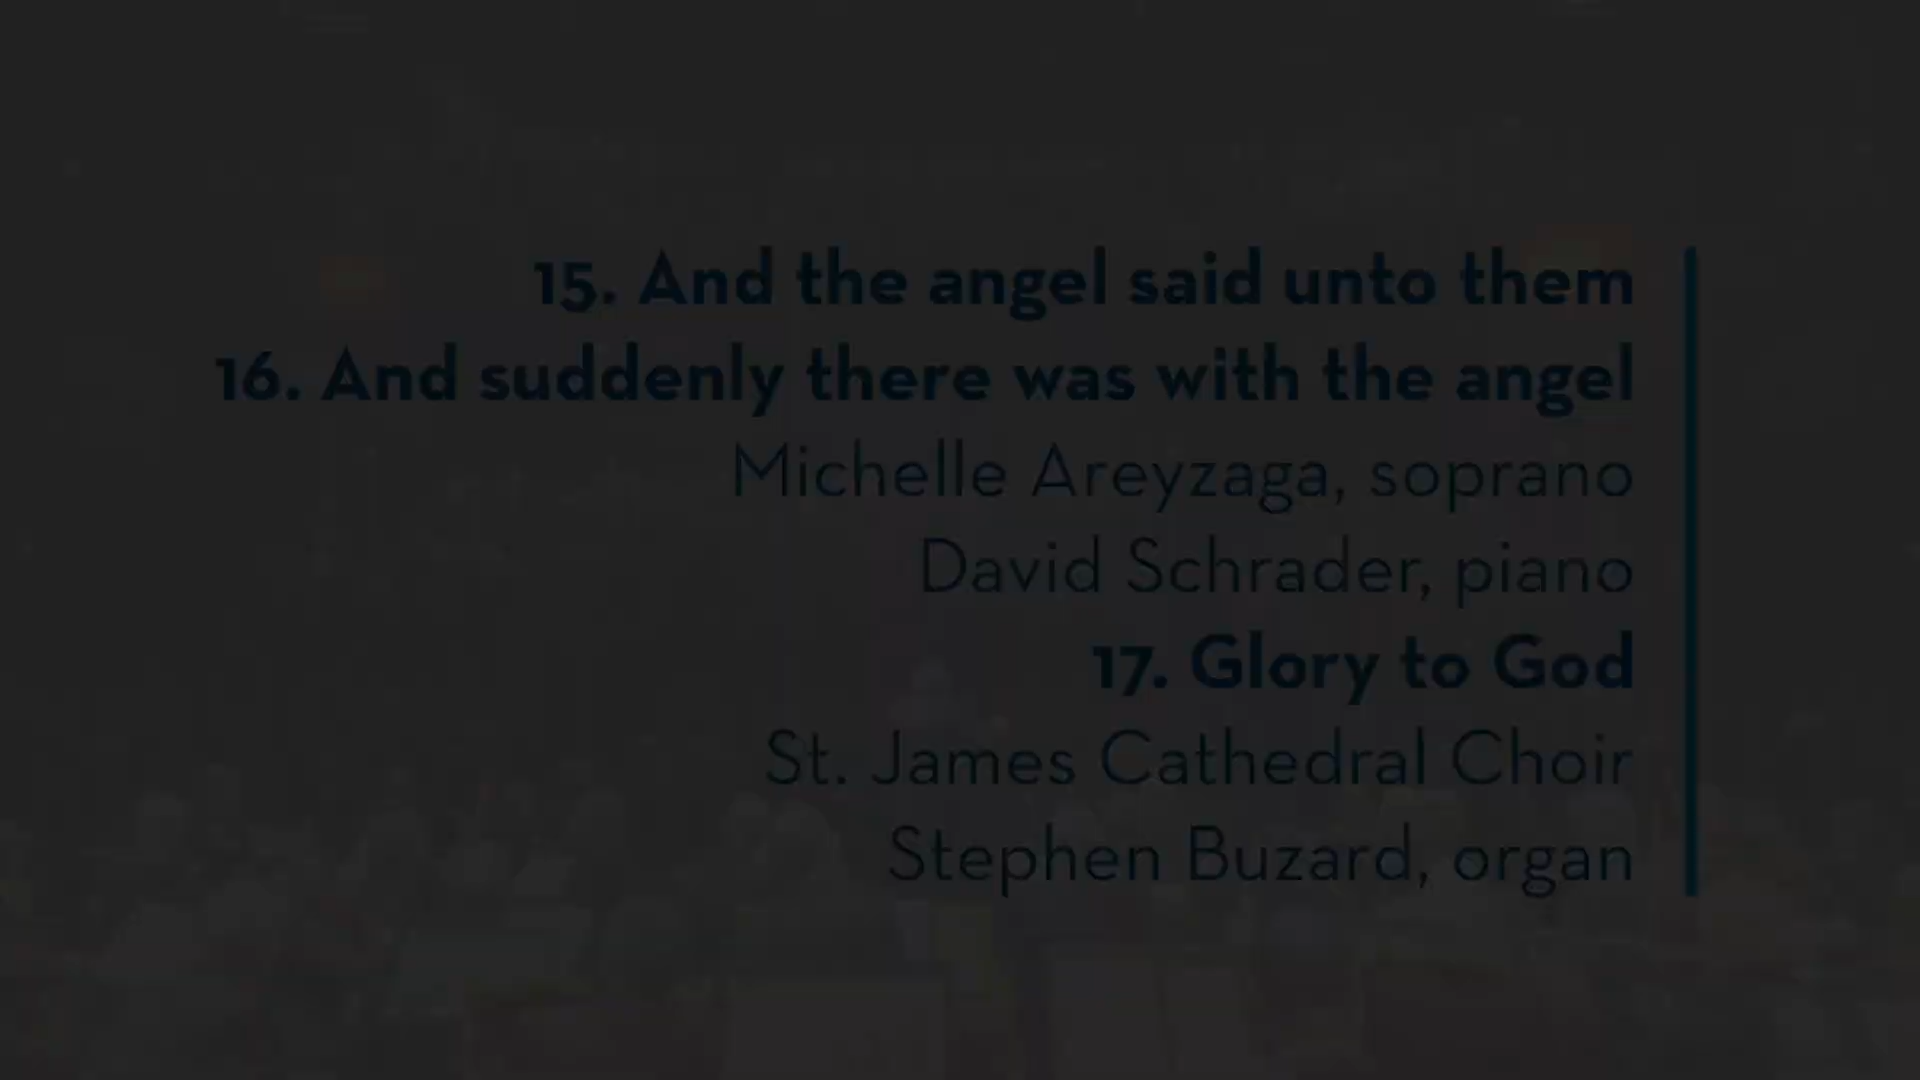 15. And the angel said unto them
16. And suddenly there was with the angel
Michelle Areyzaga, soprano
David Schrader, piano
17. Glory to God
St. James Cathedral Choir
Stephen Buzard, organ